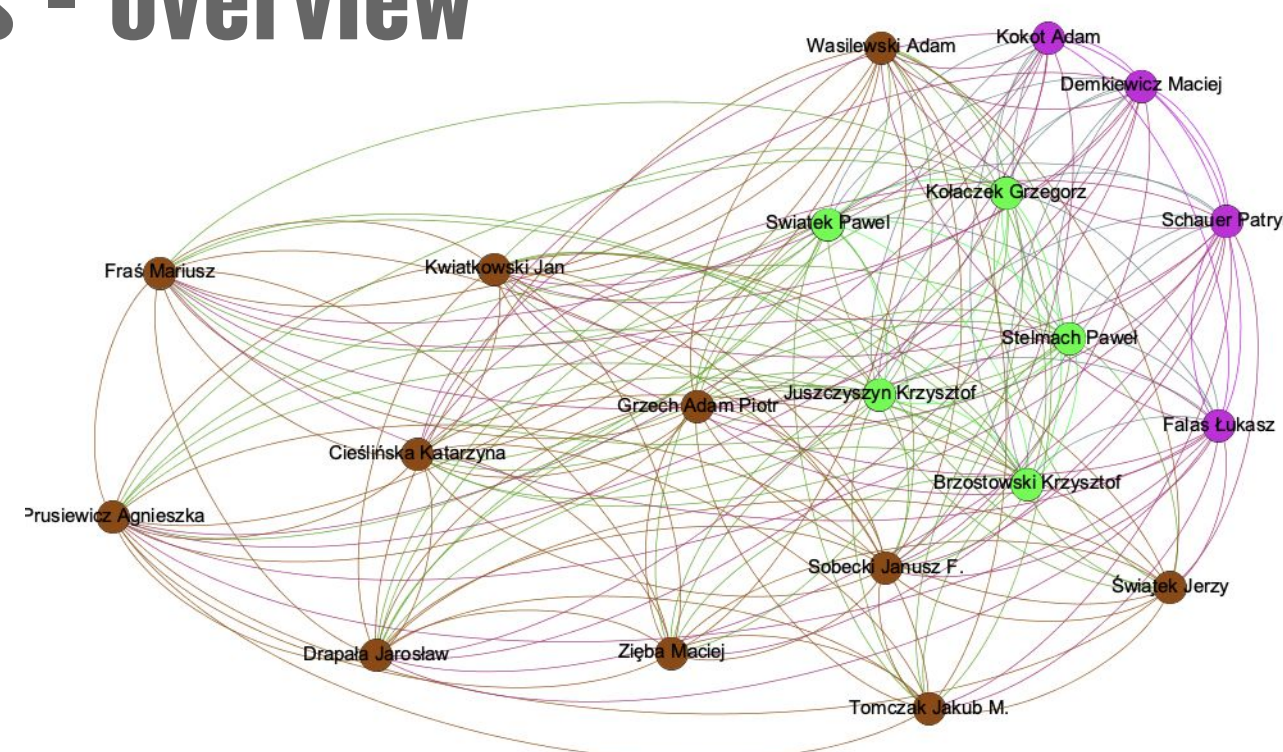 s - overview
Wasilewski Adam
Kokot Adam
Demkiewicz Maciej
Kołaczek Grzegorz
Swiatek Pawel
Schauer Patry
Fraś Mariusz
Kwiatkowski Jan
Stelmach Paweł
Juszczyszyn Krzysztof
Grzech Adam Piotr
Falas Łukasz
Cieślińska Katarzyna
Brzostowski Krzysztof
Prusiewicz Agnieszka
Sobecki Janusz F.
Świątek Jerzy
Drapała Jarosław
Zięba Maciej
Tomczak Jakub M.